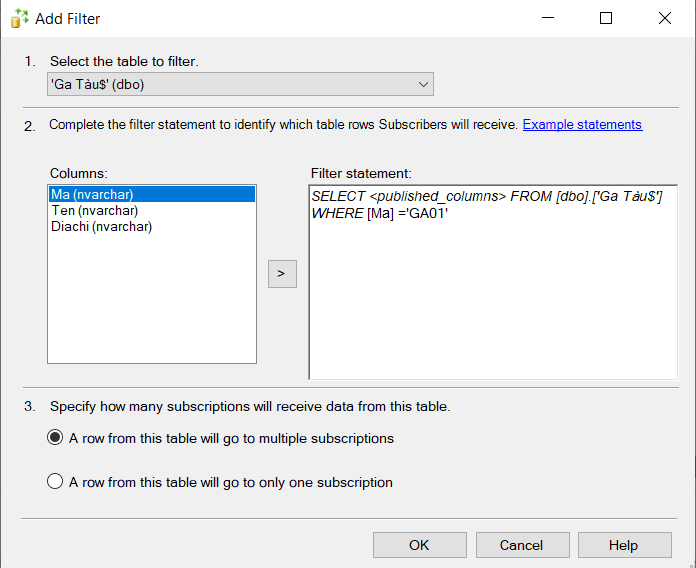 Add Filter
1. Select the table to filter.
'Ga Tàu$' (dbo)
2. Complete the filter statement to identify which table rows Subscribers will receive. Example statements
Columns:
Ma (nvarchar)
Ten (nvarchar)
Diachi (nvarchar)
>
Filter statement:
SELECT <published_columns> FROM [dbo].['Ga Tàu$']
WHERE [Ma] ='GA01'
3. Specify how many subscriptions will receive data from this table.
A row from this table will go to multiple subscriptions
A row from this table will go to only one subscription
OK Cancel Help